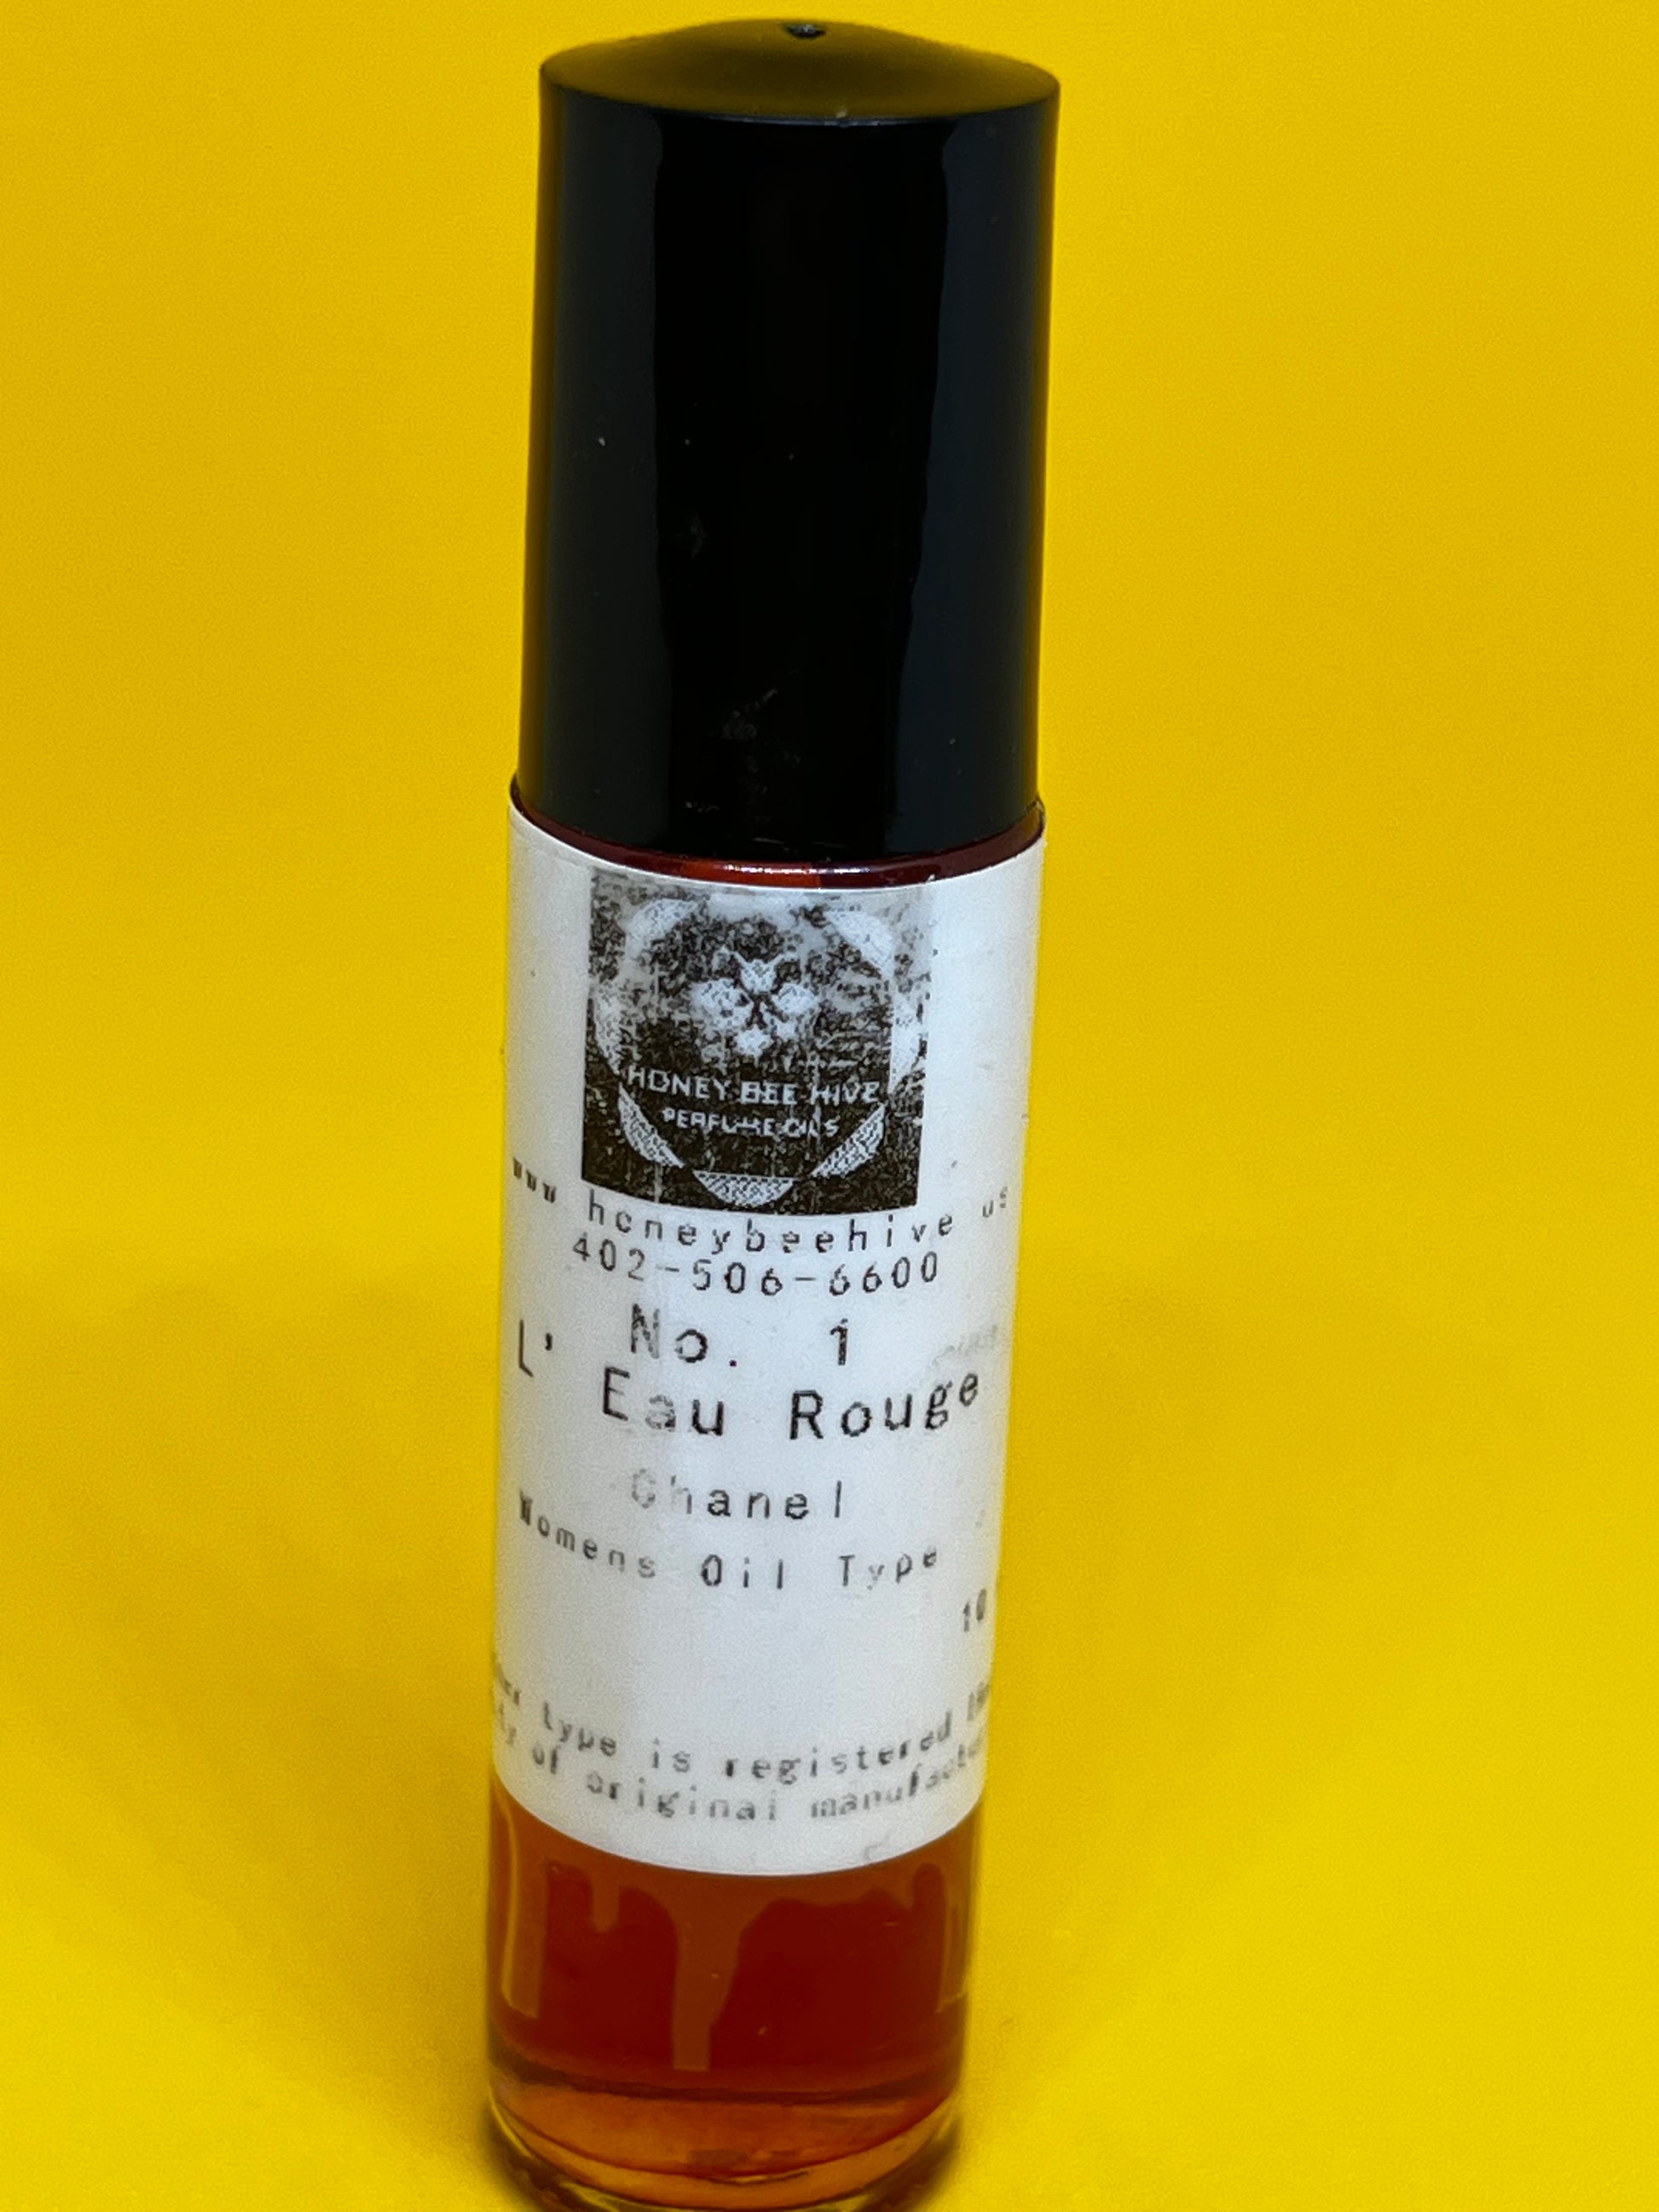 HONEY BEE HIVE
PERFUME OILS
www honeybeehive us
402-506-6600
No. 1
L' Eau Rouge
Chanel
Womens Oil Type
10
type is registered
of original